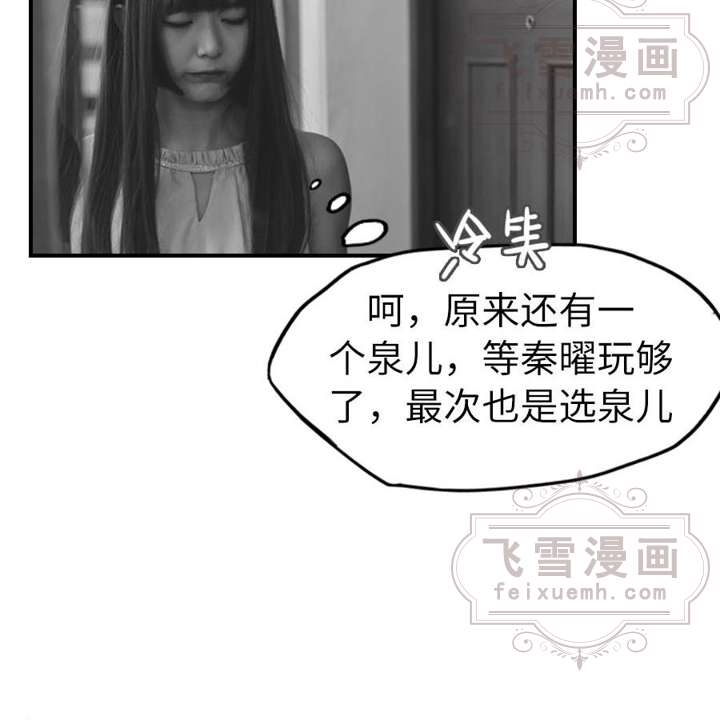 飞雪漫画
feixuemh.com
冷失
呵，原来还有一
个泉儿，等秦曜玩够
了，最次也是选泉儿
飞雪漫画
feixuemh.com